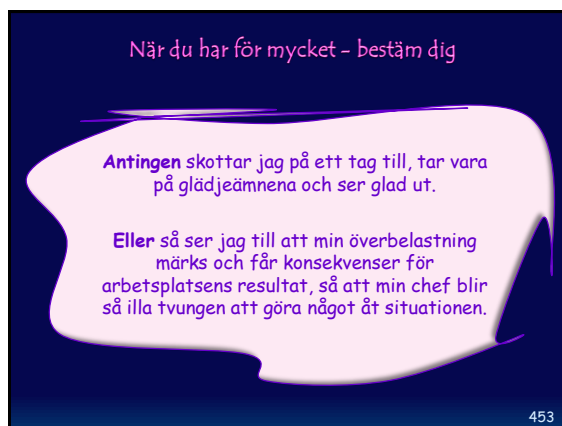 När du har för mycket - bestäm dig
Antingen skottar jag på ett tag till, tar vara
på glädjeämnena och ser glad ut.
Eller så ser jag till att min överbelastning
märks och får konsekvenser för
arbetsplatsens resultat, så att min chef blir
så illa tvungen att göra något åt situationen.
453